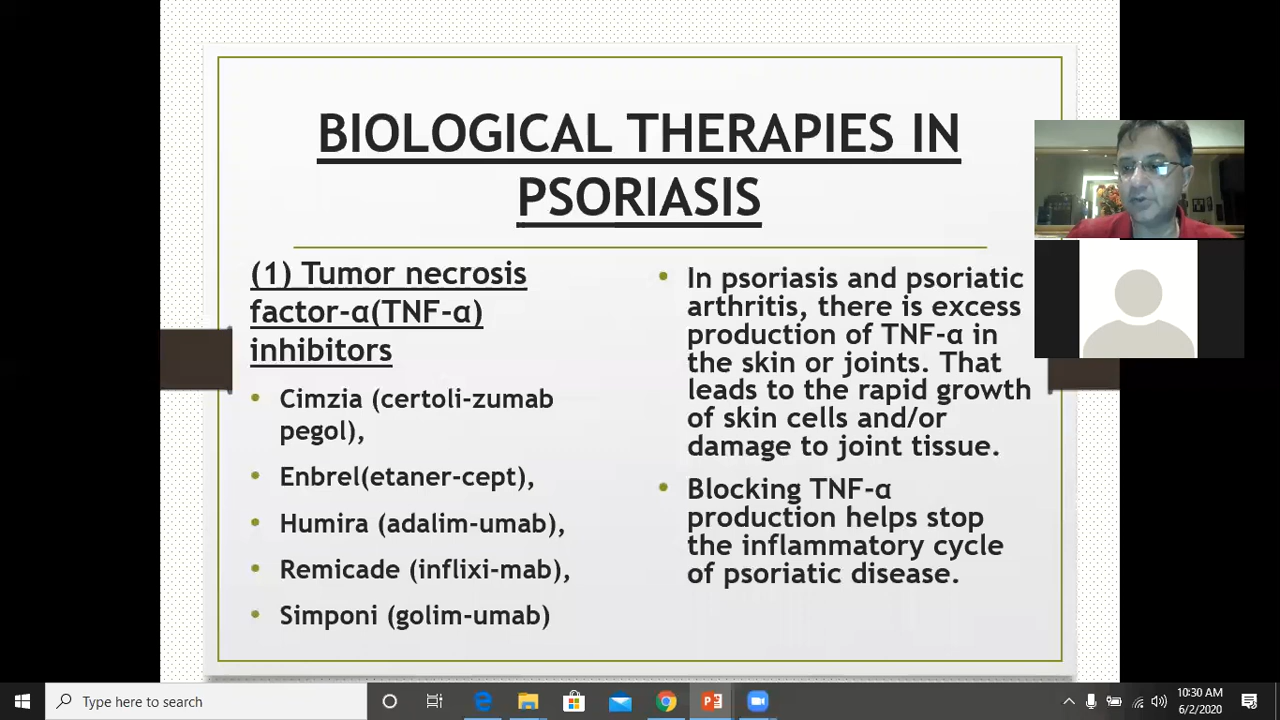 BIOLOGICAL THERAPIES IN
PSORIASIS
(1) Tumor necrosis
factor-α(TNF-α)
inhibitors
• Cimzia (certoli-zumab
pegol),
• Enbrel(etaner-cept),
• Humira (adalim-umab),
• Remicade (inflixi-mab),
• Simponi (golim-umab)
• In psoriasis and psoriatic
arthritis, there is excess
production of TNF-α in
the skin or joints. That
leads to the rapid growth
of skin cells and/or
damage to joint tissue.
• Blocking TNF-α
production helps stop
the inflammatory cycle
of psoriatic disease.
Type here to search
10:30 AM
6/2/2020